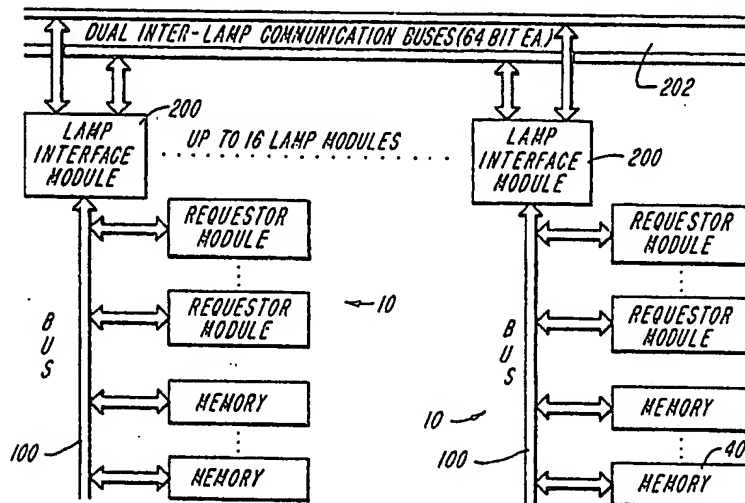 DUAL INTER-LAMP COMMUNICATION BUSES (64 BIT EA.)
202
200
LAMP
INTERFACE
MODULE
UP TO 16 LAMP MODULES
LAMP
INTERFACE
MODULE
200
REQUESTOR
MODULE
REQUESTOR
MODULE
10
BUS
MEMORY
MEMORY
100
REQUESTOR
MODULE
REQUESTOR
MODULE
BUS
10
MEMORY
40
MEMORY
100